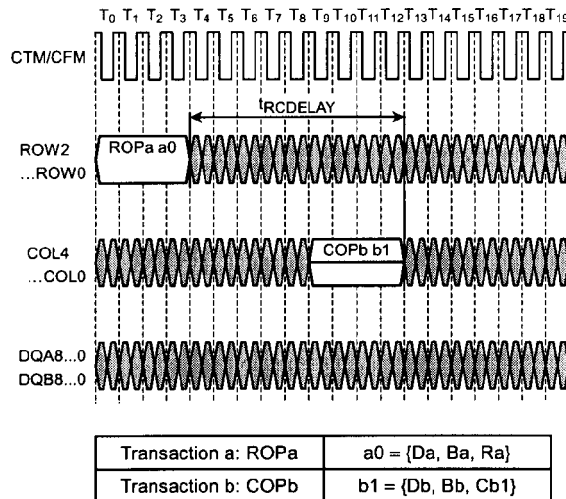 T0 T1 T2 T3 T4 T5 T6 T7 T8 T9 T10 T11 T12 T13 T14 T15 T16 T17 T18 T19
CTM/CFM
tRCDELAY
ROW2
...ROW0
ROPa a0
COL4
...COL0
COPb b1
DQA8...0
DQB8...0
Transaction a: ROPa a0 = {Da, Ba, Ra}
Transaction b: COPb b1 = {Db, Bb, Cb1}